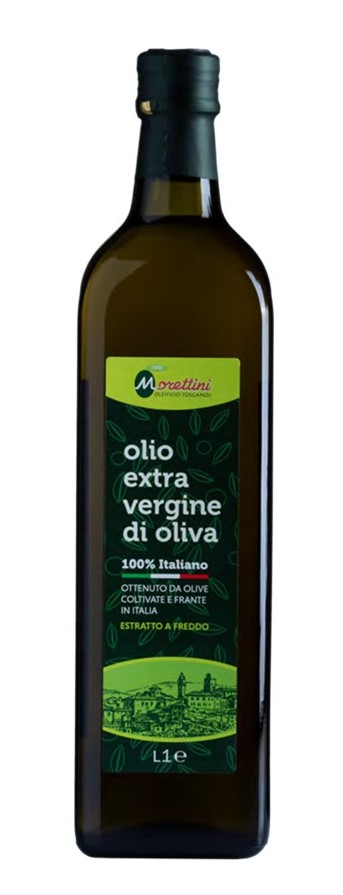 Morettini
OLEIFICIO TOSCANO
olio
extra
vergine
di oliva
100% Italiano
OTTENUTO DA OLIVE
COLTIVATE E FRANTE
IN ITALIA
ESTRATTO A FREDDO
L1℮